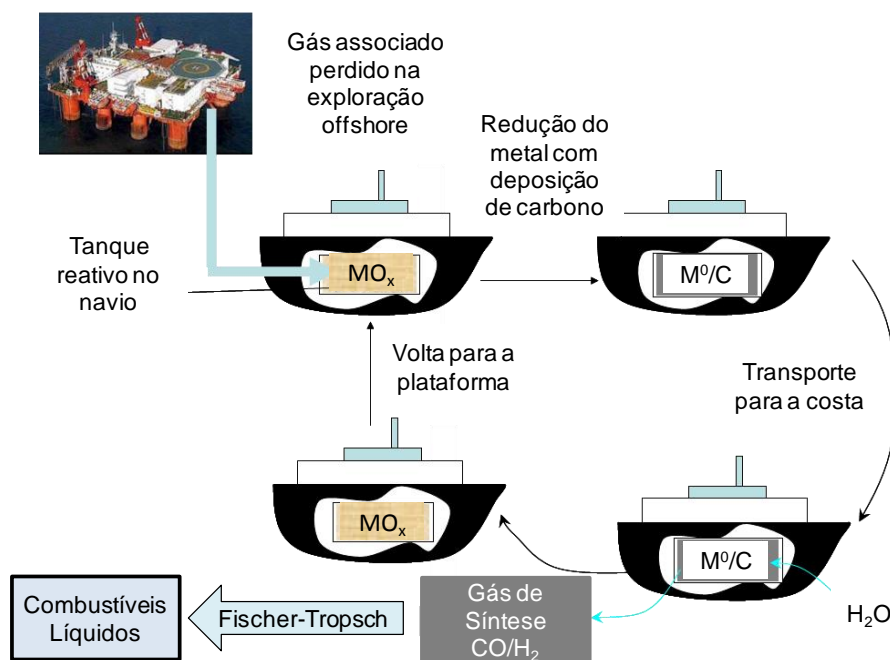 Gás associado
perdido na
exploração
offshore
Redução do
metal com
deposição
de carbono
Tanque
reativo no
navio
MOₓ
M⁰/C
Volta para a
plataforma
Transporte
para a costa
MOₓ
M⁰/C
H₂O
Combustíveis
Líquidos
Fischer-Tropsch
Gás de
Síntese
CO/H₂